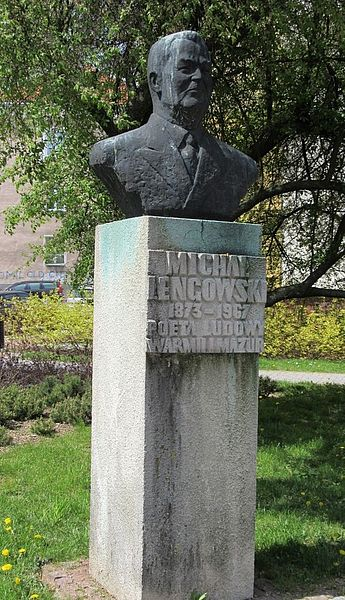 MICHAŁ
LENGOWSKI
1873-1967
POETA LUDOWY
WARMII I MAZUR